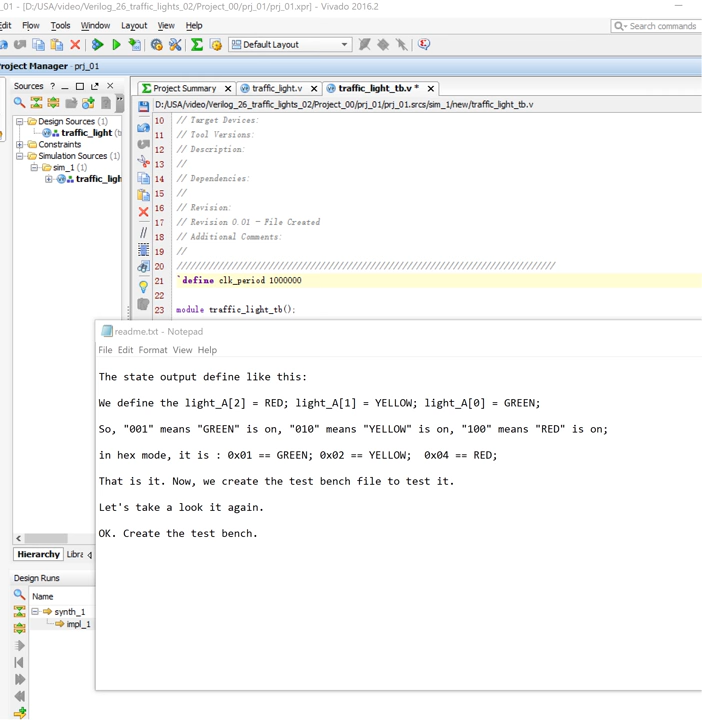 _01 - [D:/USA/video/Verilog_26_traffic_lights_02/Project_00/prj_01/prj_01.xpr] - Vivado 2016.2
Edit Flow Tools Window Layout View Help
Search commands
Default Layout
Project Manager - prj_01
Sources
Project Summary traffic_light.v traffic_light_tb.v *
D:/USA/video/Verilog_26_traffic_lights_02/Project_00/prj_01/prj_01.srcs/sim_1/new/traffic_light_tb.v
Design Sources (1)
traffic_light (t
Constraints
Simulation Sources (1)
sim_1 (1)
traffic_ligh
10 // Target Devices:
11 // Tool Versions:
12 // Description:
13 //
14 // Dependencies:
15 //
16 // Revision:
17 // Revision 0.01 - File Created
18 // Additional Comments:
19 //
20 //////////////////////////////////////////////////////////////////////////////////
21 `define clk_period 1000000
22
23 module traffic_light_tb();
readme.txt - Notepad
File Edit Format View Help
The state output define like this:
We define the light_A[2] = RED; light_A[1] = YELLOW; light_A[0] = GREEN;
So, "001" means "GREEN" is on, "010" means "YELLOW" is on, "100" means "RED" is on;
in hex mode, it is : 0x01 == GREEN; 0x02 == YELLOW;  0x04 == RED;
That is it. Now, we create the test bench file to test it.
Let's take a look it again.
OK. Create the test bench.
Hierarchy Libra
Design Runs
Name
synth_1
impl_1